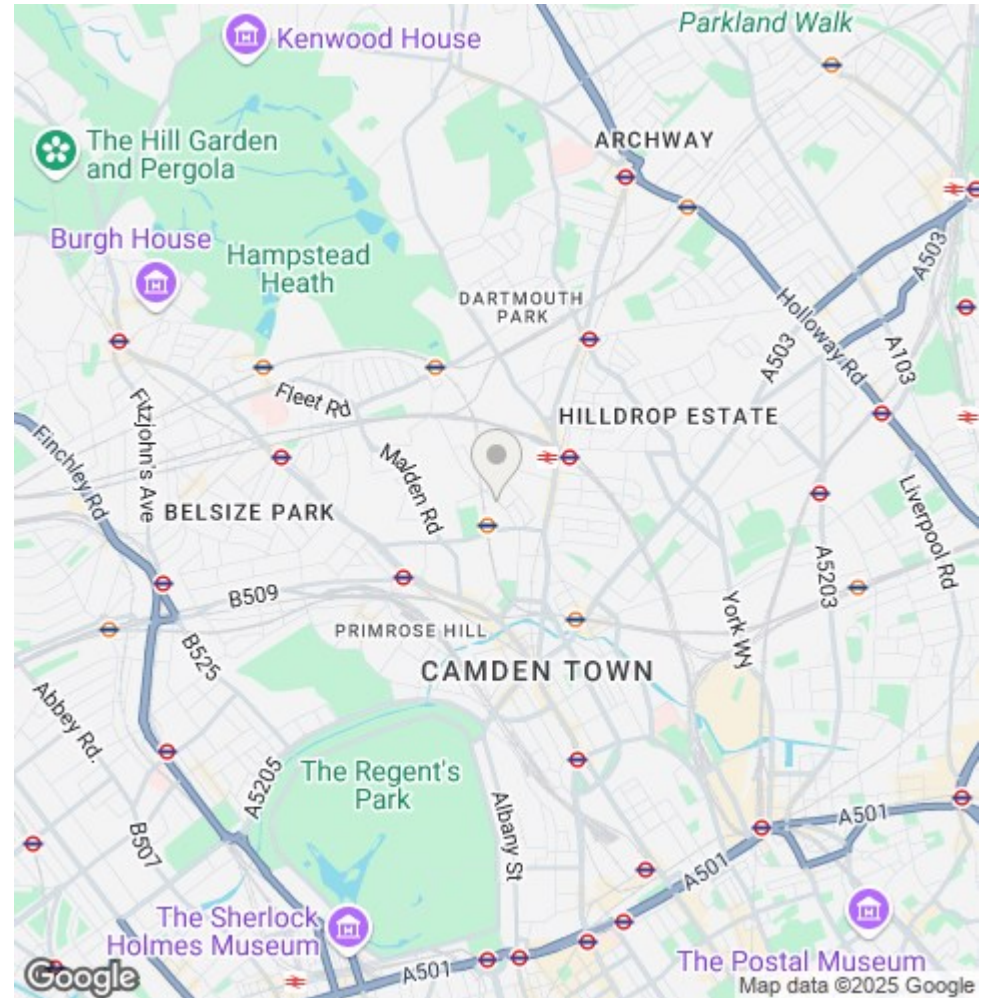 Kenwood House
Parkland Walk
The Hill Garden
and Pergola
ARCHWAY
Burgh House
Hampstead
Heath
DARTMOUTH
PARK
A503
Holloway Rd
A503
A103
Fleet Rd
Fitzjohn's Ave
HILLDROP ESTATE
Finchley Rd
Malden Rd
BELSIZE PARK
Liverpool Rd
A5203
B509
York Wy
PRIMROSE HILL
B525
CAMDEN TOWN
Abbey Rd.
A5205
The Regent's
Park
Albany St
B507
A501
A501
The Sherlock
Holmes Museum
A501
The Postal Museum
Google
Map data ©2025 Google